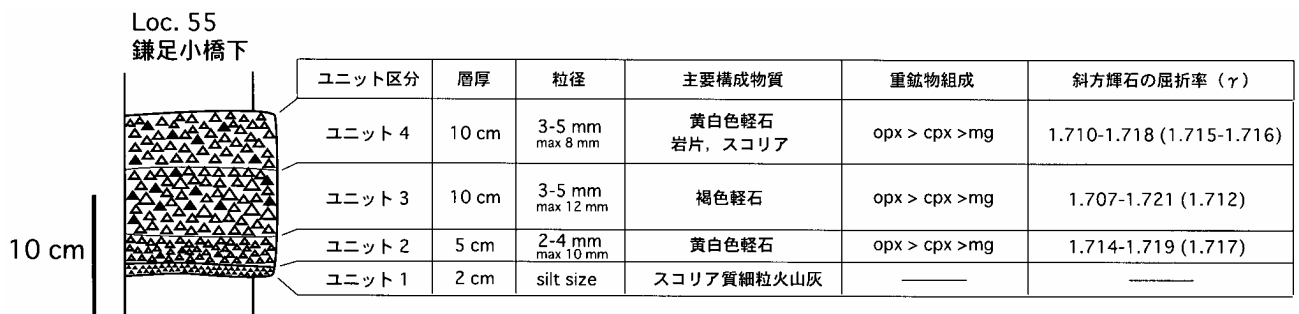 Loc. 55
鎌足小橋下
ユニット区分 層厚 粒径 主要構成物質 重鉱物組成 斜方輝石の屈折率（γ）
ユニット 4 10 cm 3-5 mm max 8 mm 黄白色軽石 岩片，スコリア opx > cpx >mg 1.710-1.718 (1.715-1.716)
ユニット 3 10 cm 3-5 mm max 12 mm 褐色軽石 opx > cpx >mg 1.707-1.721 (1.712)
ユニット 2 5 cm 2-4 mm max 10 mm 黄白色軽石 opx > cpx >mg 1.714-1.719 (1.717)
ユニット 1 2 cm silt size スコリア質細粒火山灰
10 cm